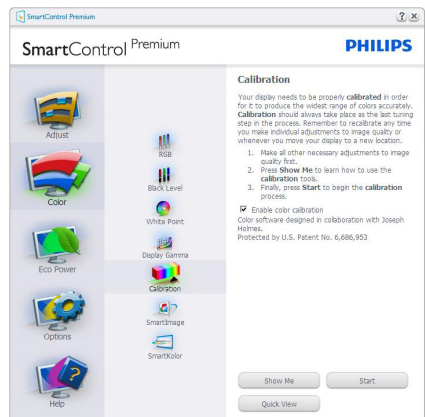 SmartControl Premium
SmartControl Premium
PHILIPS
Adjust
Color
Eco Power
Options
Help
RGB
Black Level
White Point
Display Gamma
Calibration
SmartImage
SmartKolor
Calibration
Your display needs to be properly calibrated in order
for it to produce the widest range of colors accurately.
Calibration should always take place as the last tuning
step in the process. Remember to recalibrate any time
you make individual adjustments to image quality or
whenever you move your display to a new location.
1. Make all other necessary adjustments to image
quality first.
2. Press Show Me to learn how to use the
calibration tools.
3. Finally, press Start to begin the calibration
process.
Enable color calibration
Color software designed in collaboration with Joseph
Holmes.
Protected by U.S. Patent No. 6,686,953
Show Me
Start
Quick View